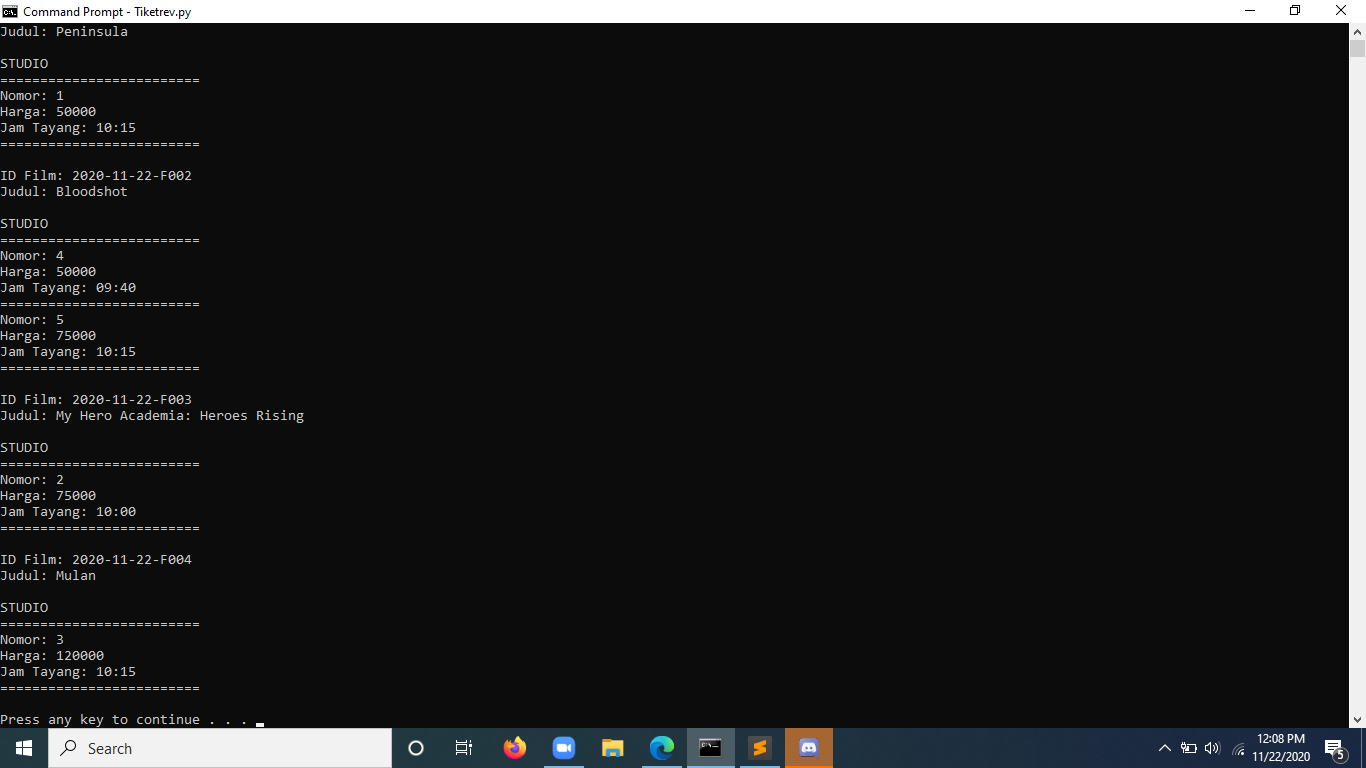 Command Prompt - Tiketrev.py
Judul: Peninsula
STUDIO
=========================
Nomor: 1
Harga: 50000
Jam Tayang: 10:15
=========================
ID Film: 2020-11-22-F002
Judul: Bloodshot
STUDIO
=========================
Nomor: 4
Harga: 50000
Jam Tayang: 09:40
=========================
Nomor: 5
Harga: 75000
Jam Tayang: 10:15
=========================
ID Film: 2020-11-22-F003
Judul: My Hero Academia: Heroes Rising
STUDIO
=========================
Nomor: 2
Harga: 75000
Jam Tayang: 10:00
=========================
ID Film: 2020-11-22-F004
Judul: Mulan
STUDIO
=========================
Nomor: 3
Harga: 120000
Jam Tayang: 10:15
=========================
Press any key to continue . . .
Search
12:08 PM
11/22/2020
5